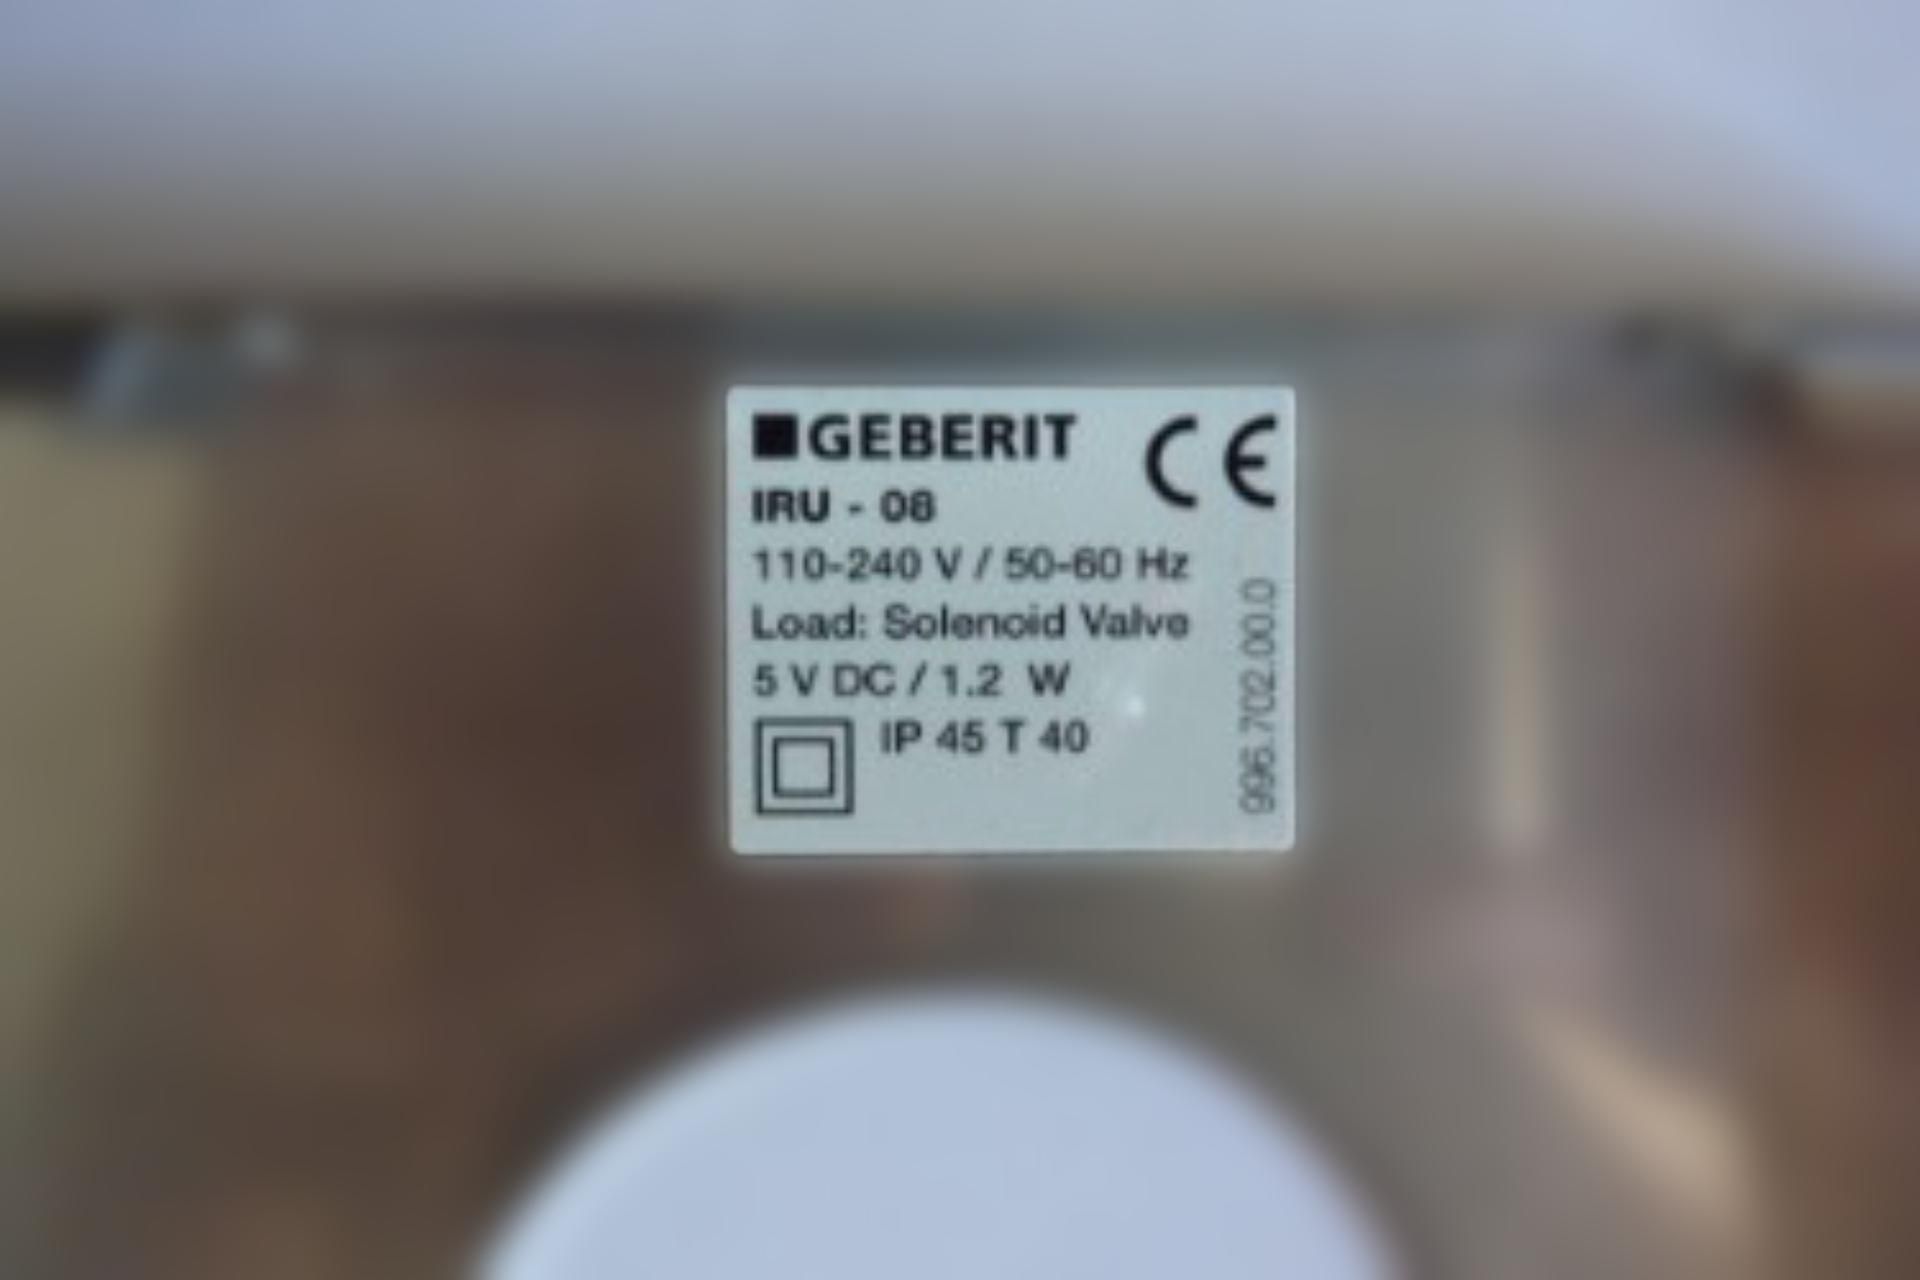 GEBERIT
CE
IRU - 08
110-240 V / 50-60 Hz
Load: Solenoid Valve
5 V DC / 1.2 W
IP 45 T 40
996.702.00.0